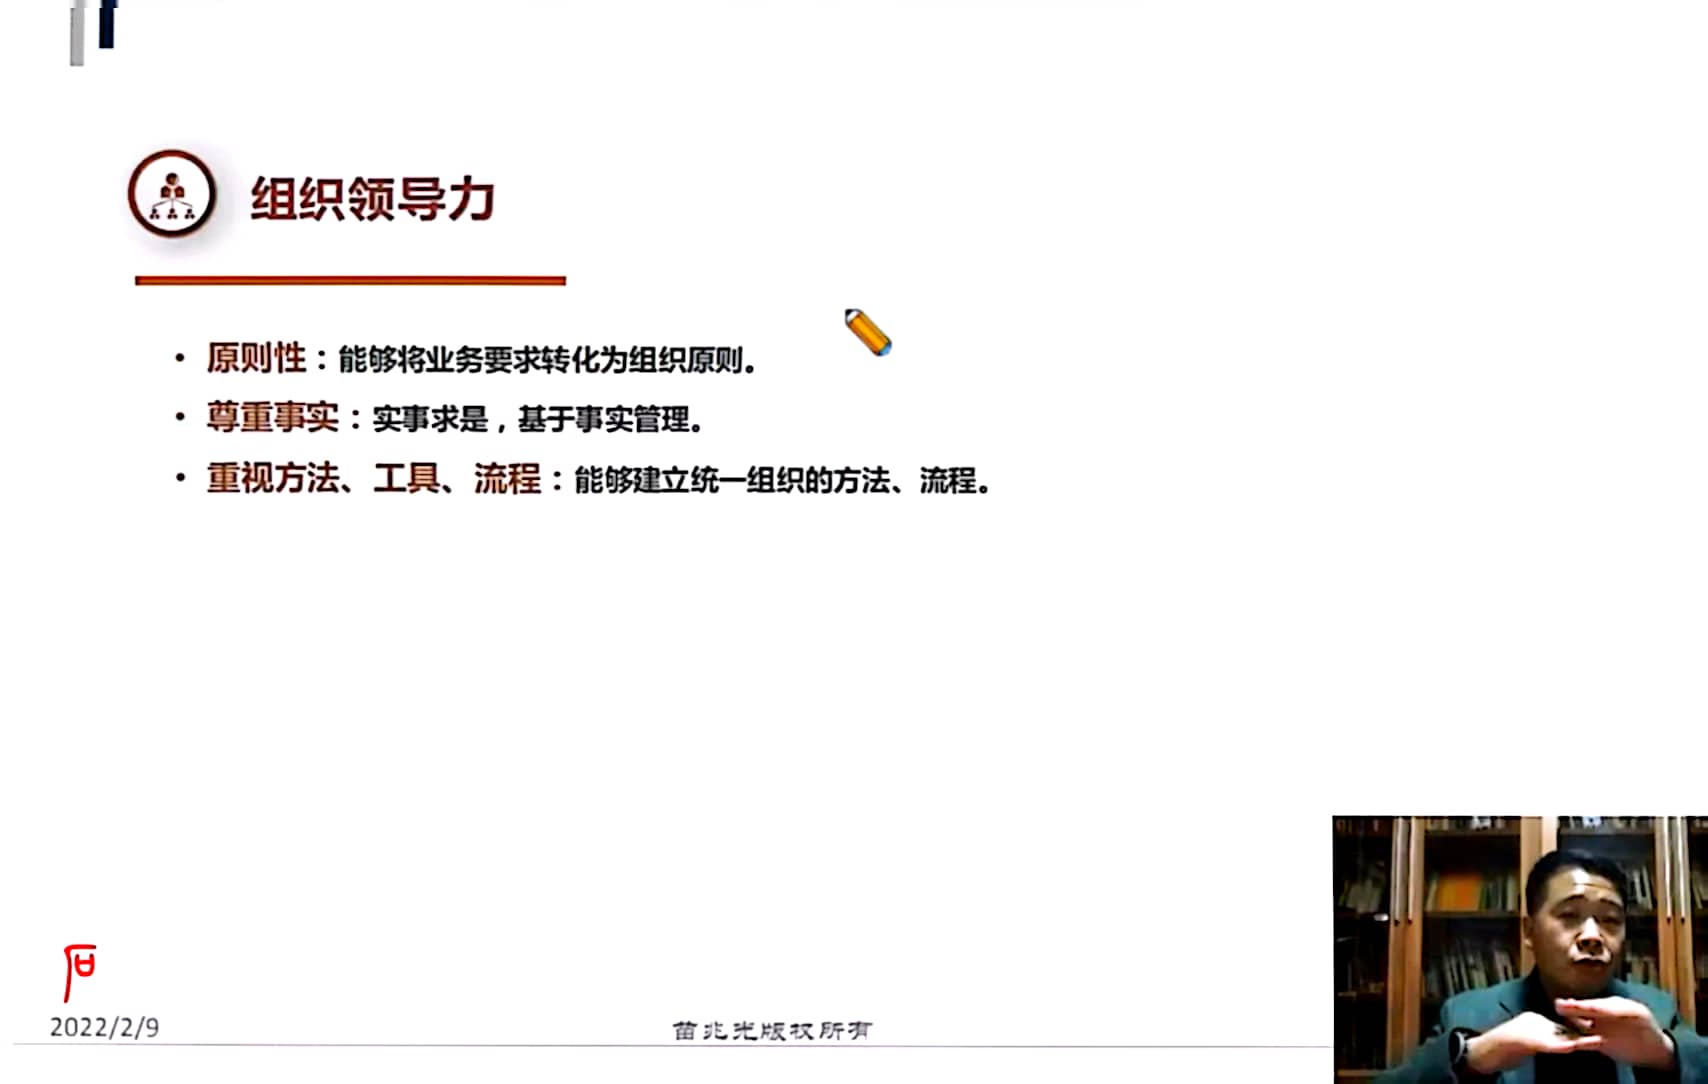 组织领导力
• 原则性：能够将业务要求转化为组织原则。
• 尊重事实：实事求是，基于事实管理。
• 重视方法、工具、流程：能够建立统一组织的方法、流程。
石
2022/2/9
苗兆光版权所有